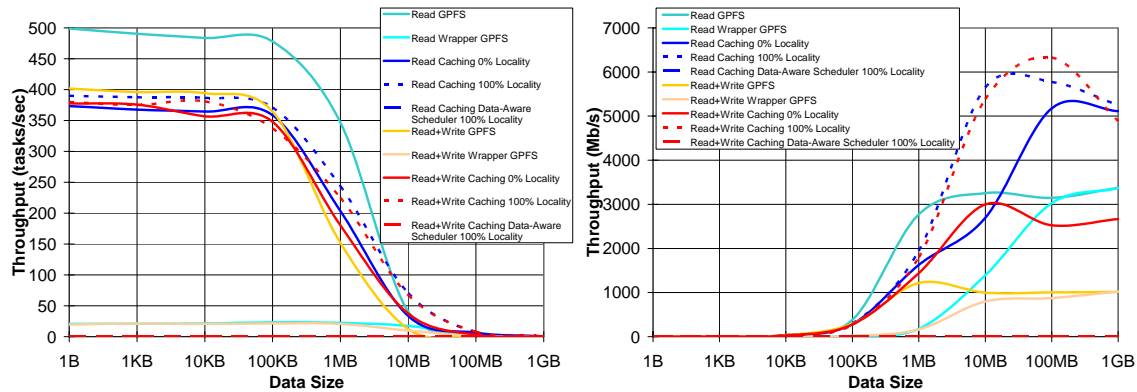 Throughput (tasks/sec)
500
450
400
350
300
250
200
150
100
50
0
1B
1KB
10KB
100KB
1MB
10MB
100MB
1GB
Data Size
Read GPFS
Read Wrapper GPFS
Read Caching 0% Locality
Read Caching 100% Locality
Read Caching Data-Aware
Scheduler 100% Locality
Read+Write GPFS
Read+Write Wrapper GPFS
Read+Write Caching 0% Locality
Read+Write Caching 100% Locality
Read+Write Caching Data-Aware
Scheduler 100% Locality
Throughput (Mb/s)
7000
6000
5000
4000
3000
2000
1000
0
1B
1KB
10KB
100KB
1MB
10MB
100MB
1GB
Data Size
Read GPFS
Read Wrapper GPFS
Read Caching 0% Locality
Read Caching 100% Locality
Read Caching Data-Aware Scheduler 100% Locality
Read+Write GPFS
Read+Write Wrapper GPFS
Read+Write Caching 0% Locality
Read+Write Caching 100% Locality
Read+Write Caching Data-Aware Scheduler 100% Locality